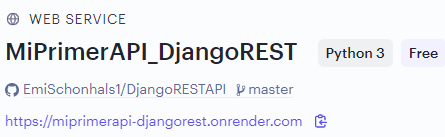 WEB SERVICE
MiPrimerAPI_DjangoREST Python 3 Free
EmiSchonhals1/DjangoRESTAPI master
https://miprimerapi-djangorest.onrender.com